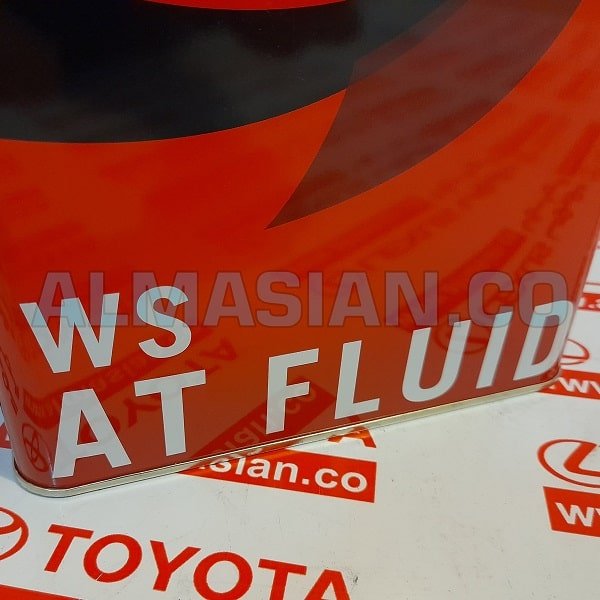 ALMASIAN.CO
WS
AT FLUID
asian.co
TOYOTA